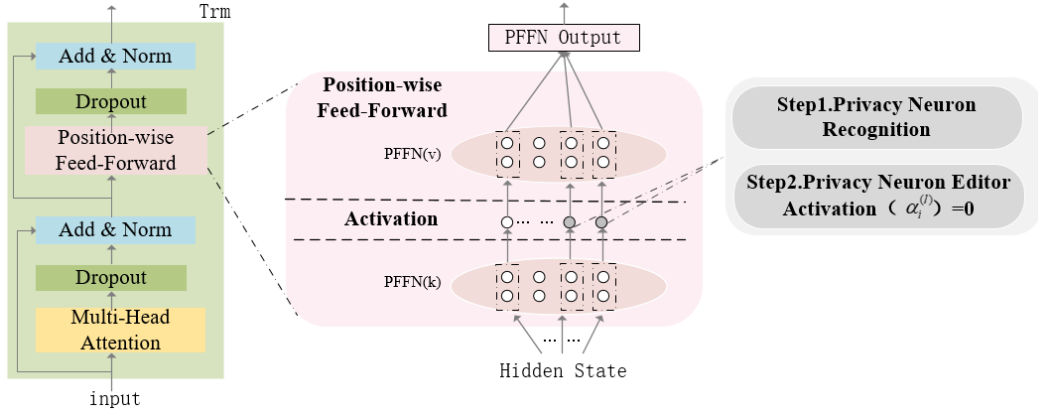 Trm
Add & Norm
Dropout
Position-wise
Feed-Forward
Add & Norm
Dropout
Multi-Head
Attention
input
PFFN Output
Position-wise
Feed-Forward
PFFN(v)
Activation
... ...
PFFN(k)
... ...
Hidden State
Step1.Privacy Neuron
Recognition
Step2.Privacy Neuron Editor
Activation ( α_i^{(l)} ) =0